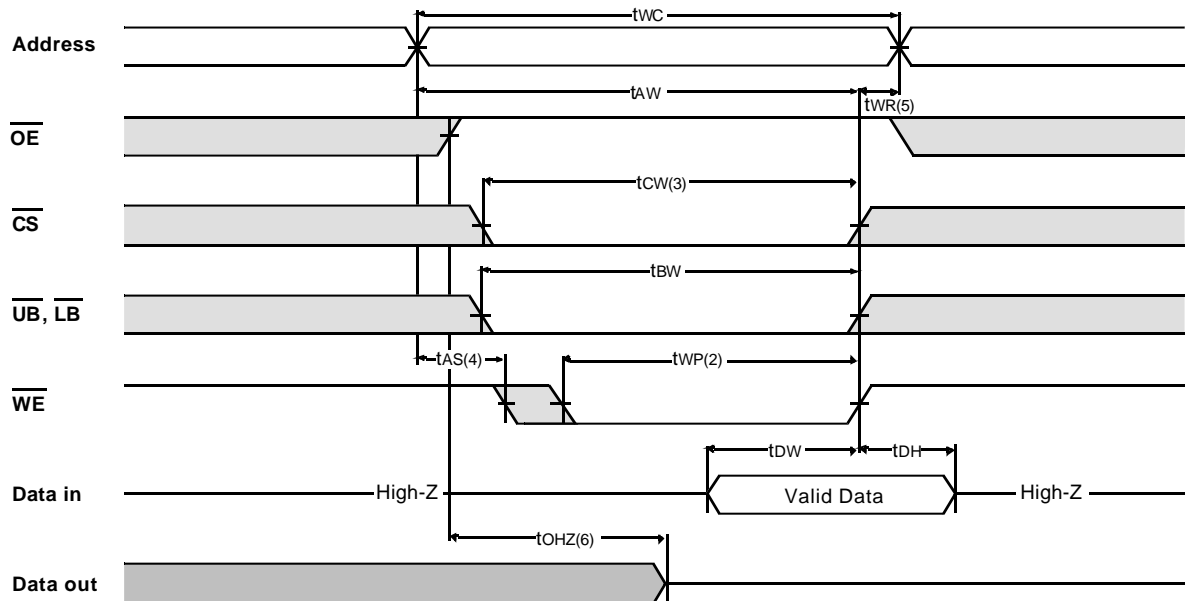 tWC
Address
tAW
tWR(5)
OE
tCW(3)
CS
tBW
UB, LB
tAS(4)
tWP(2)
WE
tDW
tDH
Data in
High-Z
Valid Data
High-Z
tOHZ(6)
Data out